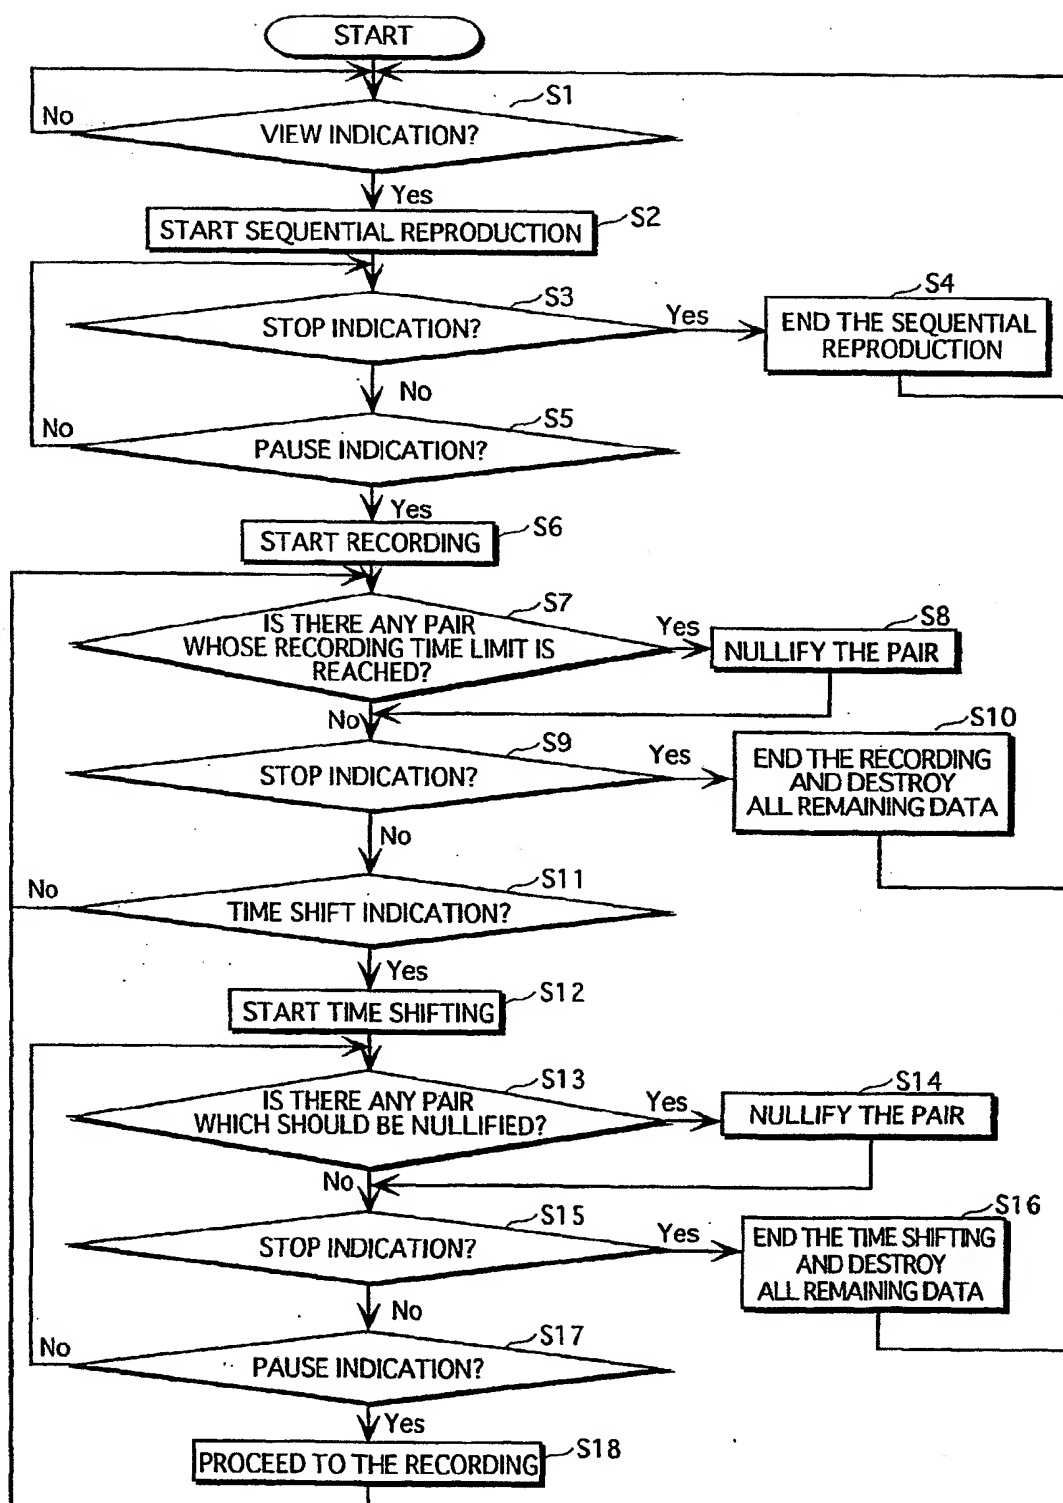 START
S1
No
VIEW INDICATION?
Yes
S2
START SEQUENTIAL REPRODUCTION
S3
STOP INDICATION?
Yes
S4
END THE SEQUENTIAL
REPRODUCTION
No
S5
No
PAUSE INDICATION?
Yes
S6
START RECORDING
S7
IS THERE ANY PAIR
WHOSE RECORDING TIME LIMIT IS
REACHED?
Yes
S8
NULLIFY THE PAIR
No
S9
STOP INDICATION?
Yes
S10
END THE RECORDING
AND DESTROY
ALL REMAINING DATA
No
S11
No
TIME SHIFT INDICATION?
Yes
S12
START TIME SHIFTING
S13
IS THERE ANY PAIR
WHICH SHOULD BE NULLIFIED?
Yes
S14
NULLIFY THE PAIR
No
S15
STOP INDICATION?
Yes
S16
END THE TIME SHIFTING
AND DESTROY
ALL REMAINING DATA
No
S17
No
PAUSE INDICATION?
Yes
S18
PROCEED TO THE RECORDING